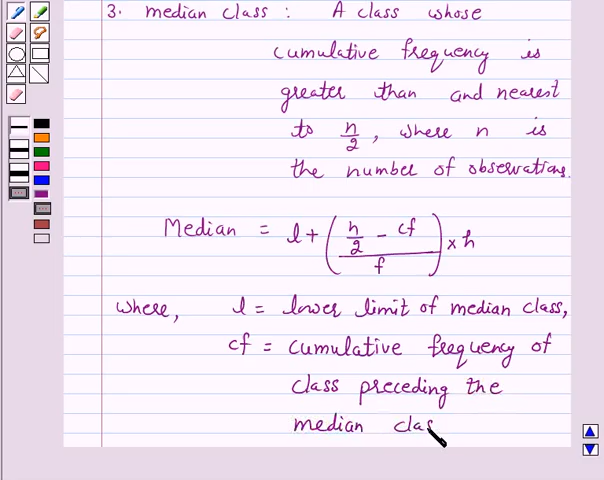 3. median class : A class whose
cumulative frequency is
greater than and nearest
to n/2, where n is
the number of observations.
Median = l + ( (n/2 - cf) / f ) × h
where, l = lower limit of median class,
cf = cumulative frequency of
class preceding the
median clas